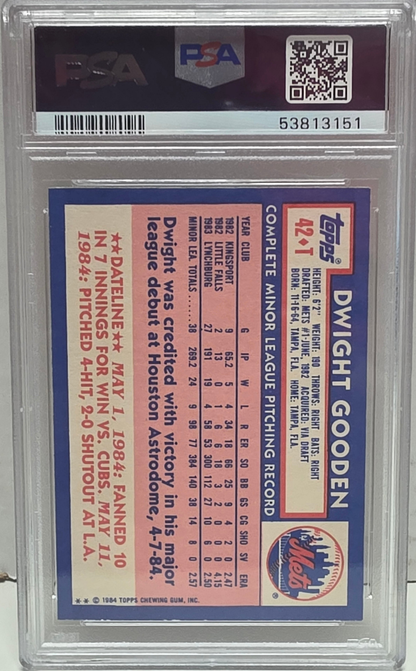 PSA
PSA
53813151
topps®
42♦T
DWIGHT GOODEN
HEIGHT: 6'2" WEIGHT: 190 THROWS: RIGHT BATS: RIGHT
DRAFTED: METS #1-JUNE, 1982 ACQUIRED: VIA DRAFT
BORN: 11-16-64, TAMPA, FLA. HOME: TAMPA, FLA.
Mets®
COMPLETE MINOR LEAGUE PITCHING RECORD
YEAR CLUB G IP W L R ER SO BB GS CG SHO SV ERA
1982 KINGSPORT 9 65.2 5 4 34 18 66 25 9 4 2 0 2.47
1982 LITTLE FALLS 2 13 0 1 6 6 18 3 2 0 0 0 4.15
1983 LYNCHBURG 27 191 19 4 58 53 300 112 27 10 6 0 2.50
MINOR LEA. TOTALS...... 38 269.2 24 9 98 77 384 140 38 14 8 0 2.57
Dwight was credited with victory in his major
league debut at Houston Astrodome, 4-7-84.
★★DATELINE★★ MAY 1, 1984: FANNED 10
IN 7 INNINGS FOR WIN VS. CUBS. MAY 11,
1984: PITCHED 4-HIT, 2-0 SHUTOUT AT L.A.
** © 1984 TOPPS CHEWING GUM, INC.